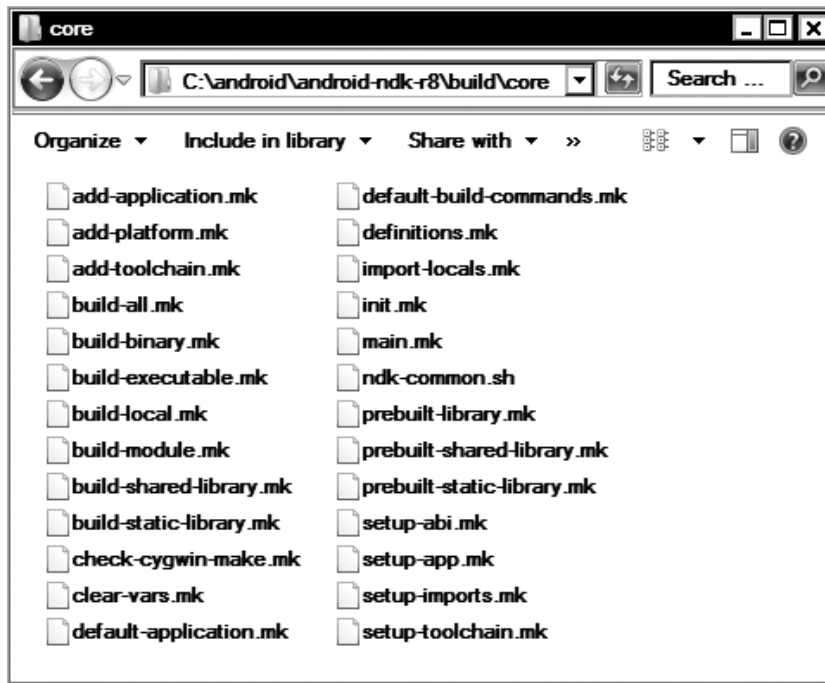 core
C:\android\android-ndk-r8\build\core
Search ...
Organize Include in library Share with »
add-application.mk
add-platform.mk
add-toolchain.mk
build-all.mk
build-binary.mk
build-executable.mk
build-local.mk
build-module.mk
build-shared-library.mk
build-static-library.mk
check-cygwin-make.mk
clear-vars.mk
default-application.mk
default-build-commands.mk
definitions.mk
import-locals.mk
init.mk
main.mk
ndk-common.sh
prebuilt-library.mk
prebuilt-shared-library.mk
prebuilt-static-library.mk
setup-abi.mk
setup-app.mk
setup-imports.mk
setup-toolchain.mk